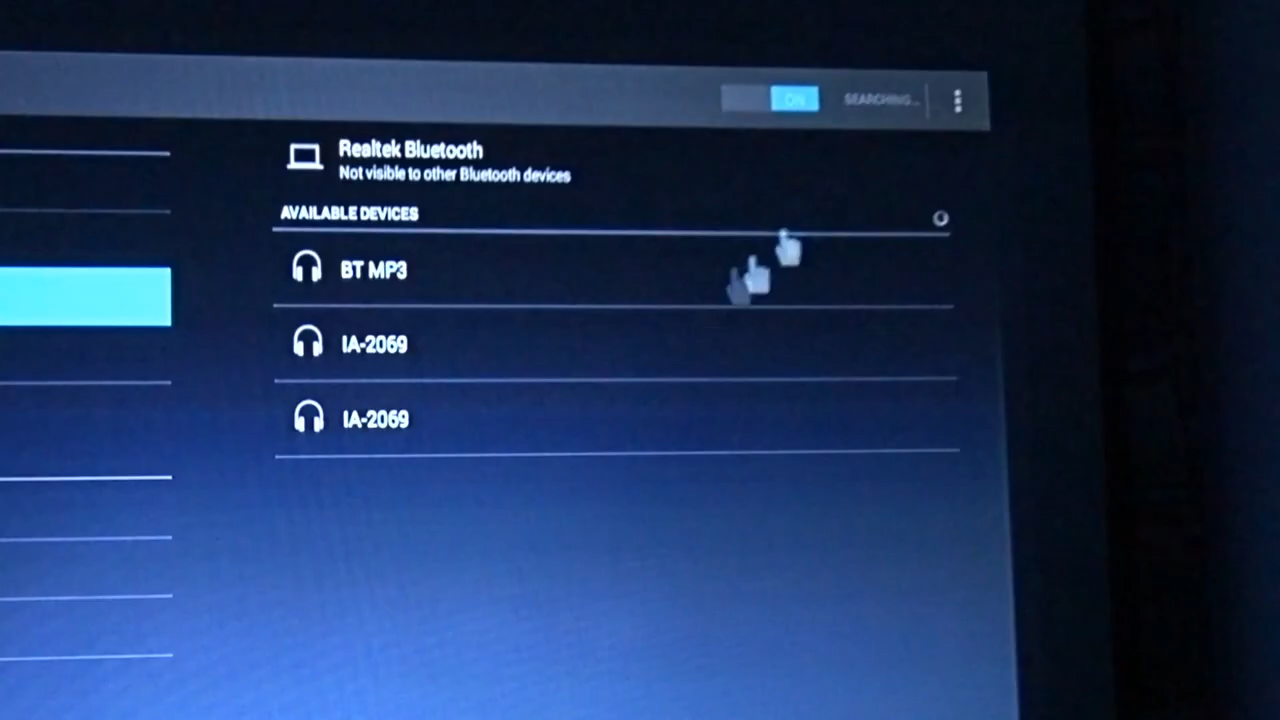 ON
SEARCHING...
Realtek Bluetooth
Not visible to other Bluetooth devices
AVAILABLE DEVICES
BT MP3
IA-2069
IA-2069